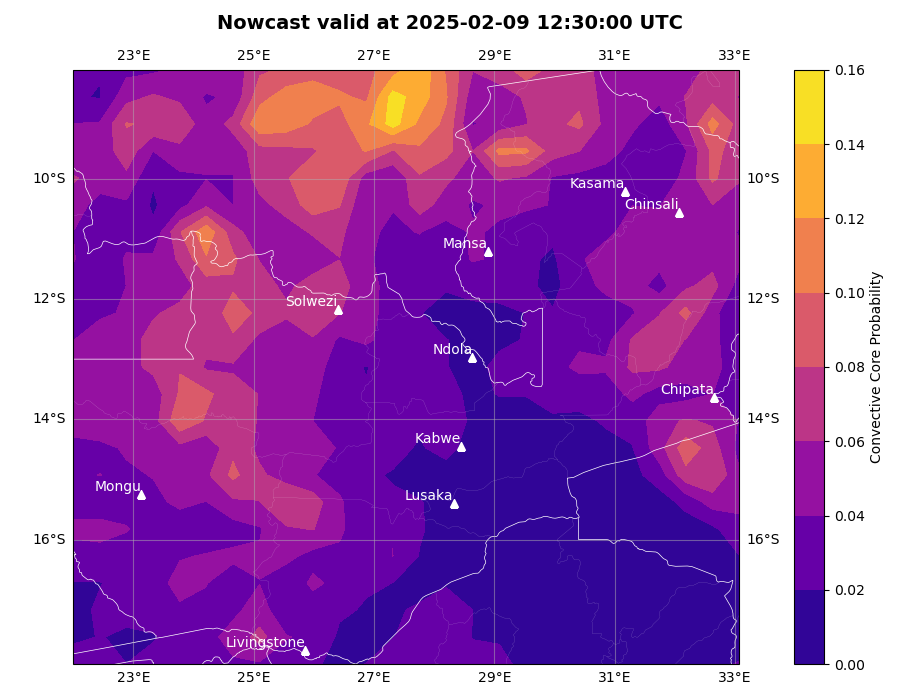 Nowcast valid at 2025-02-09 12:30:00 UTC
23°E 25°E 27°E 29°E 31°E 33°E
0.16
0.14
0.12
0.10
0.08
0.06
0.04
0.02
0.00
Convective Core Probability
10°S 10°S
12°S 12°S
14°S 14°S
16°S 16°S
Kasama
Chinsali
Mansa
Solwezi
Ndola
Chipata
Kabwe
Mongu
Lusaka
Livingstone
23°E 25°E 27°E 29°E 31°E 33°E